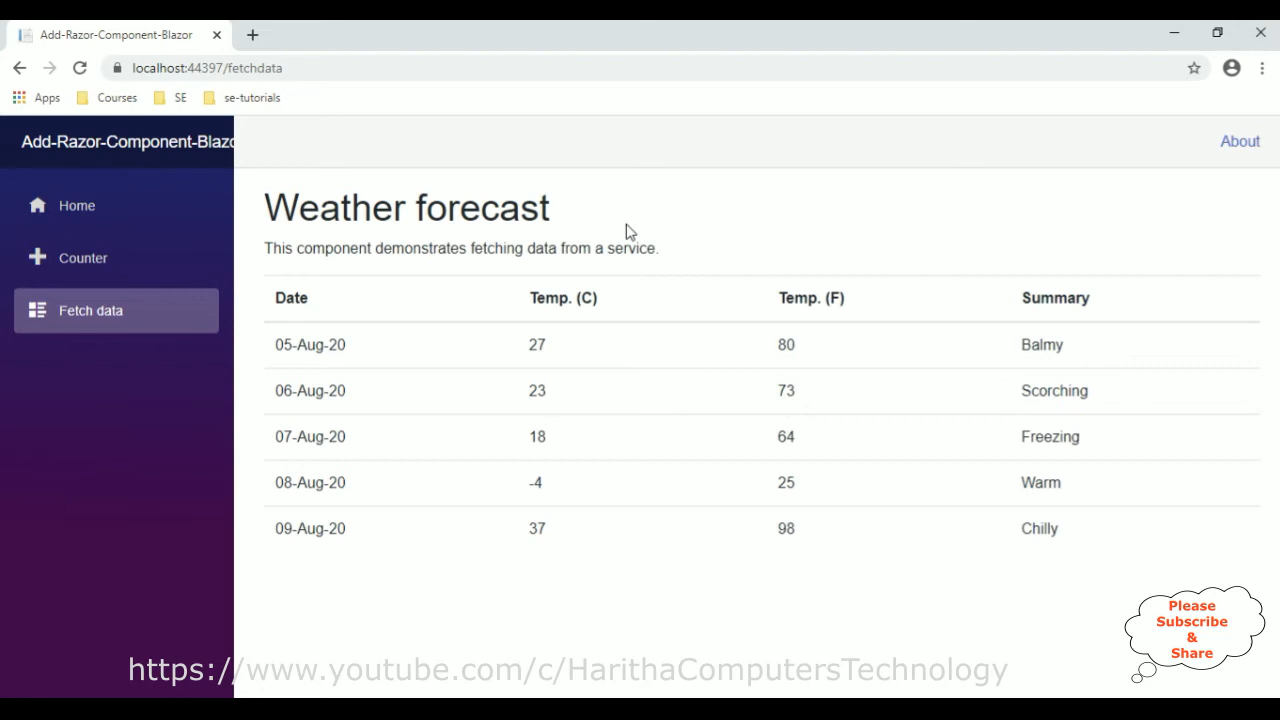 Add-Razor-Component-Blazor
localhost:44397/fetchdata
Apps Courses SE se-tutorials
Add-Razor-Component-Blazo
About
Home
Counter
Fetch data
Weather forecast
This component demonstrates fetching data from a service.
Date Temp. (C) Temp. (F) Summary
05-Aug-20 27 80 Balmy
06-Aug-20 23 73 Scorching
07-Aug-20 18 64 Freezing
08-Aug-20 -4 25 Warm
09-Aug-20 37 98 Chilly
Please
Subscribe
&
Share
https://www.youtube.com/c/HarithaComputersTechnology